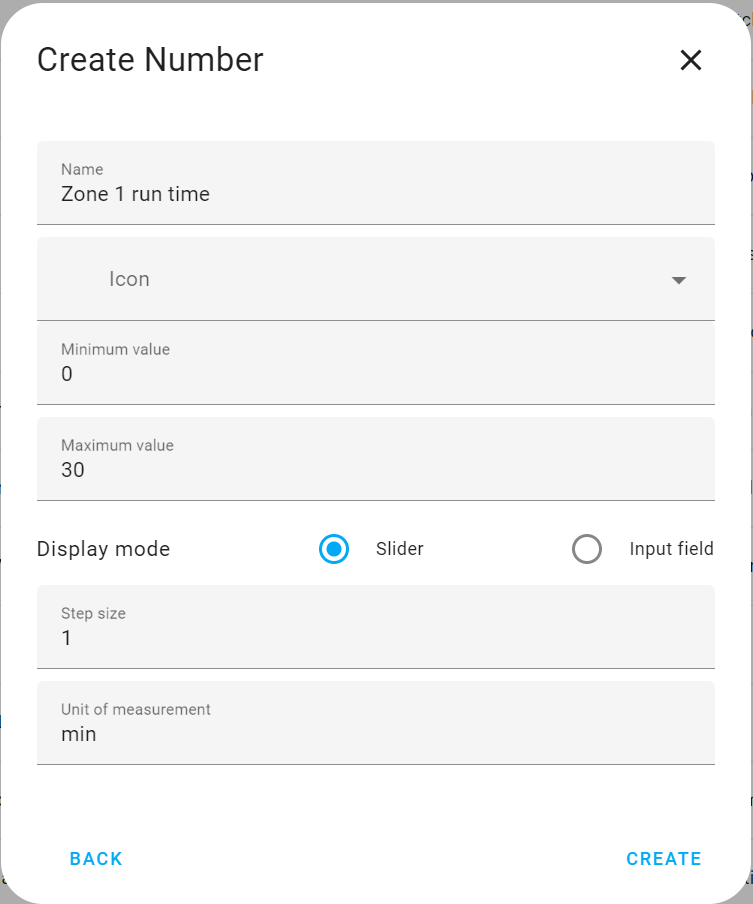 Create Number
Name
Zone 1 run time
Icon
Minimum value
0
Maximum value
30
Display mode Slider Input field
Step size
1
Unit of measurement
min
BACK CREATE